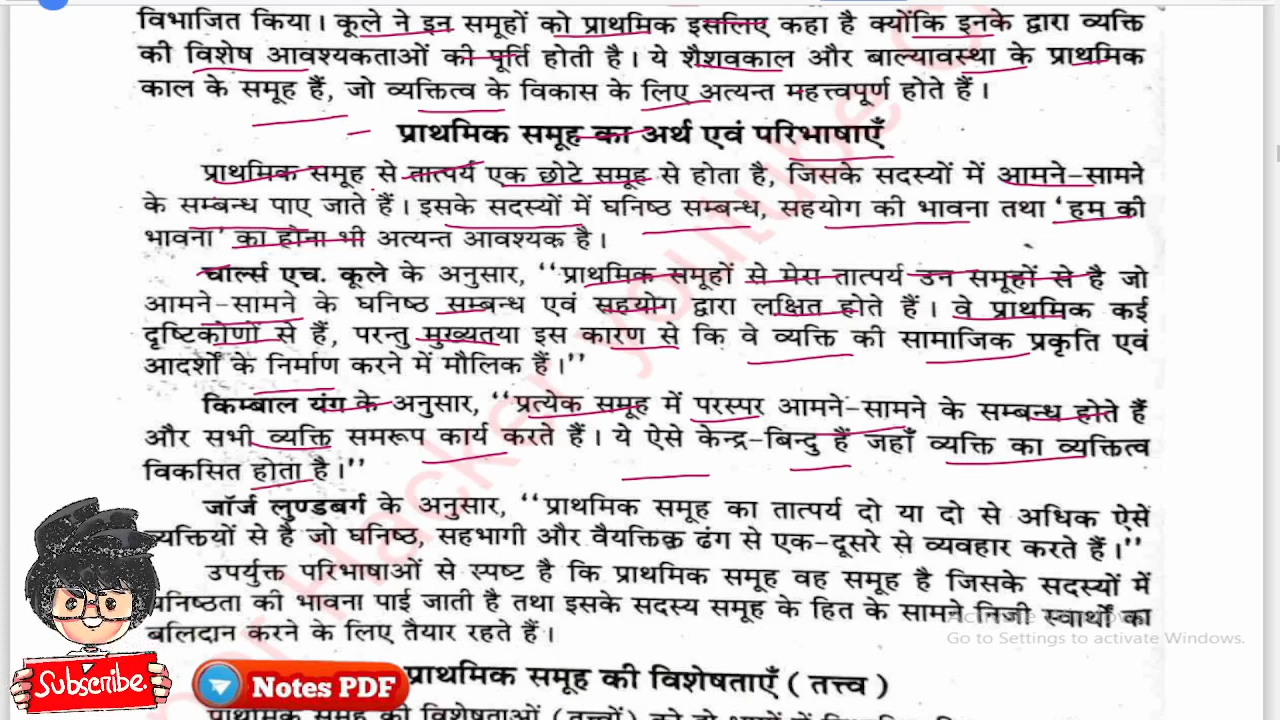 विभाजित किया। कूले ने इन समूहों को प्राथमिक इसलिए कहा है क्योंकि इनके द्वारा व्यक्ति
की विशेष आवश्यकताओं की पूर्ति होती है। ये शैशवकाल और बाल्यावस्था के प्राथमिक
काल के समूह हैं, जो व्यक्तित्व के विकास के लिए अत्यन्त महत्त्वपूर्ण होते हैं।
प्राथमिक समूह का अर्थ एवं परिभाषाएँ
प्राथमिक समूह से तात्पर्य एक छोटे समूह से होता है, जिसके सदस्यों में आमने-सामने
के सम्बन्ध पाए जाते हैं। इसके सदस्यों में घनिष्ठ सम्बन्ध, सहयोग की भावना तथा ‘हम की
भावना’ का होना भी अत्यन्त आवश्यक है।
चार्ल्स एच. कूले के अनुसार, ‘‘प्राथमिक समूहों से मेरा तात्पर्य उन समूहों से है जो
आमने-सामने के घनिष्ठ सम्बन्ध एवं सहयोग द्वारा लक्षित होते हैं। वे प्राथमिक कई
दृष्टिकोणों से हैं, परन्तु मुख्यतया इस कारण से कि वे व्यक्ति की सामाजिक प्रकृति एवं
आदर्शों के निर्माण करने में मौलिक हैं।’’
किम्बाल यंग के अनुसार, ‘‘प्रत्येक समूह में परस्पर आमने-सामने के सम्बन्ध होते हैं
और सभी व्यक्ति समरूप कार्य करते हैं। ये ऐसे केन्द्र-बिन्दु हैं जहाँ व्यक्ति का व्यक्तित्व
विकसित होता है।’’
जॉर्ज लुण्डबर्ग के अनुसार, ‘‘प्राथमिक समूह का तात्पर्य दो या दो से अधिक ऐसे
व्यक्तियों से है जो घनिष्ठ, सहभागी और वैयक्तिक ढंग से एक-दूसरे से व्यवहार करते हैं।’’
उपर्युक्त परिभाषाओं से स्पष्ट है कि प्राथमिक समूह वह समूह है जिसके सदस्यों में
घनिष्ठता की भावना पाई जाती है तथा इसके सदस्य समूह के हित के सामने निजी स्वार्थों का
बलिदान करने के लिए तैयार रहते हैं।
Go to Settings to activate Windows.
Subscribe.
Notes PDF
प्राथमिक समूह की विशेषताएँ ( तत्त्व )
प्राथमिक समूह की विशेषताओं (तत्त्वों) को दो भागों में